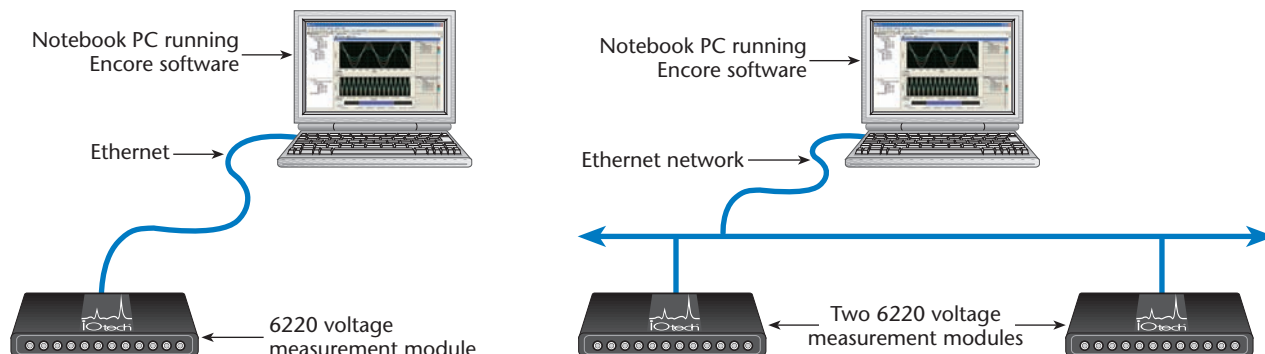 Notebook PC running
Encore software
Ethernet
6220 voltage
measurement module
iOtech
Notebook PC running
Encore software
Ethernet network
Two 6220 voltage
measurement modules
iOtech
iOtech